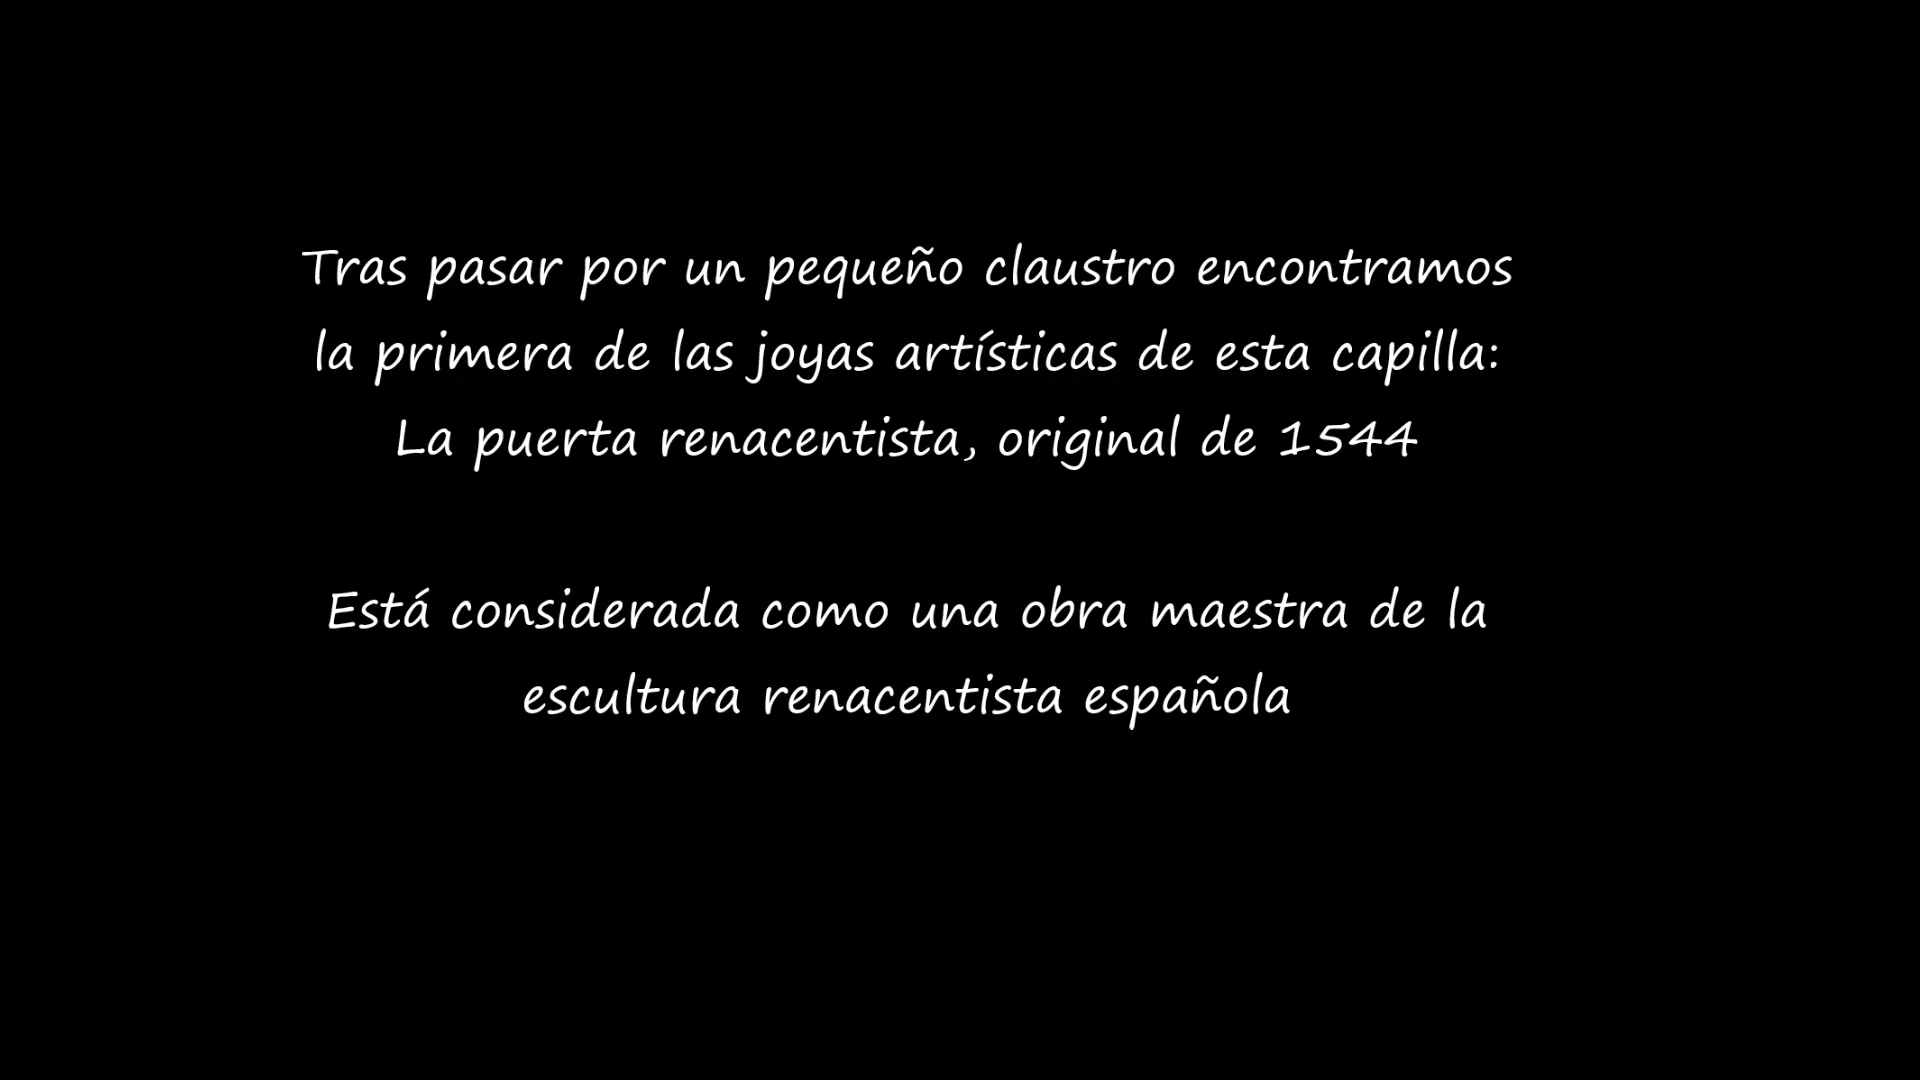 Tras pasar por un pequeño claustro encontramos
la primera de las joyas artísticas de esta capilla:
La puerta renacentista, original de 1544
Está considerada como una obra maestra de la
escultura renacentista española